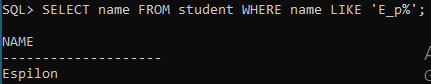 SQL> SELECT name FROM student WHERE name LIKE 'E_p%';
NAME
--------------------
Espilon